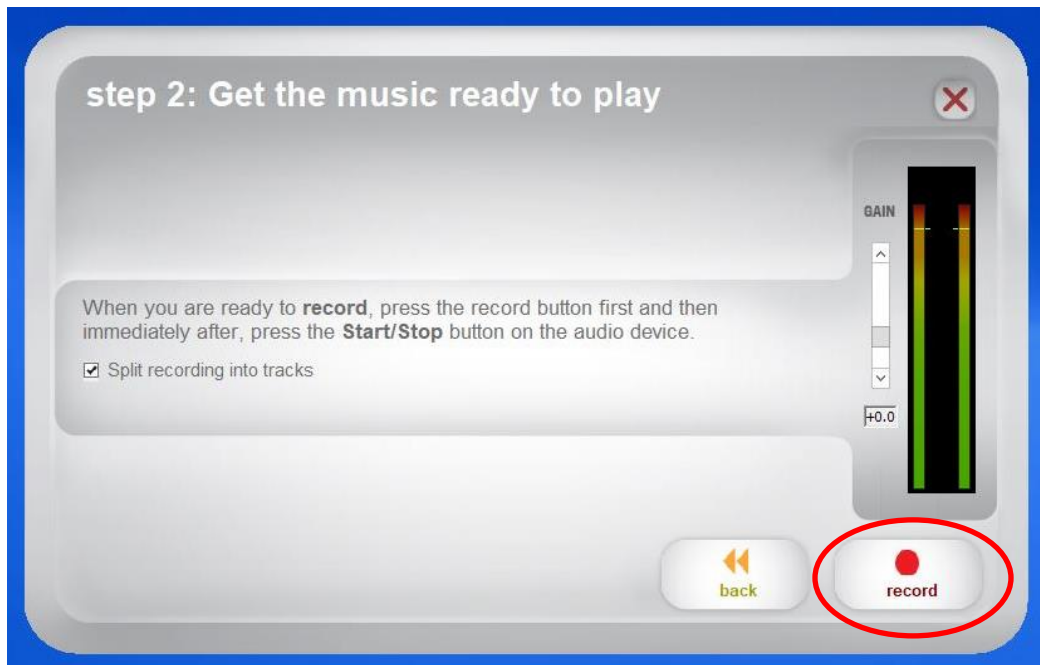 step 2: Get the music ready to play
GAIN
When you are ready to record, press the record button first and then
immediately after, press the Start/Stop button on the audio device.
Split recording into tracks
+0.0
back
record